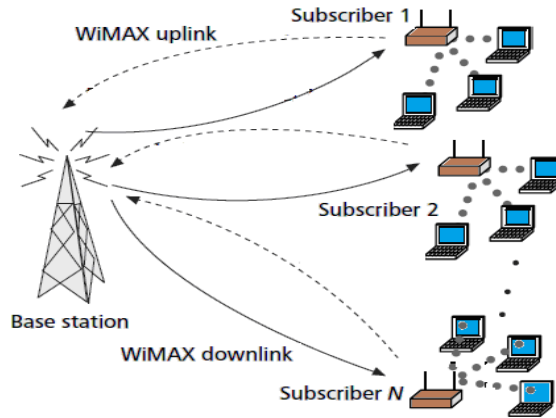 Subscriber 1
WiMAX uplink
Subscriber 2
Base station
WiMAX downlink
Subscriber N